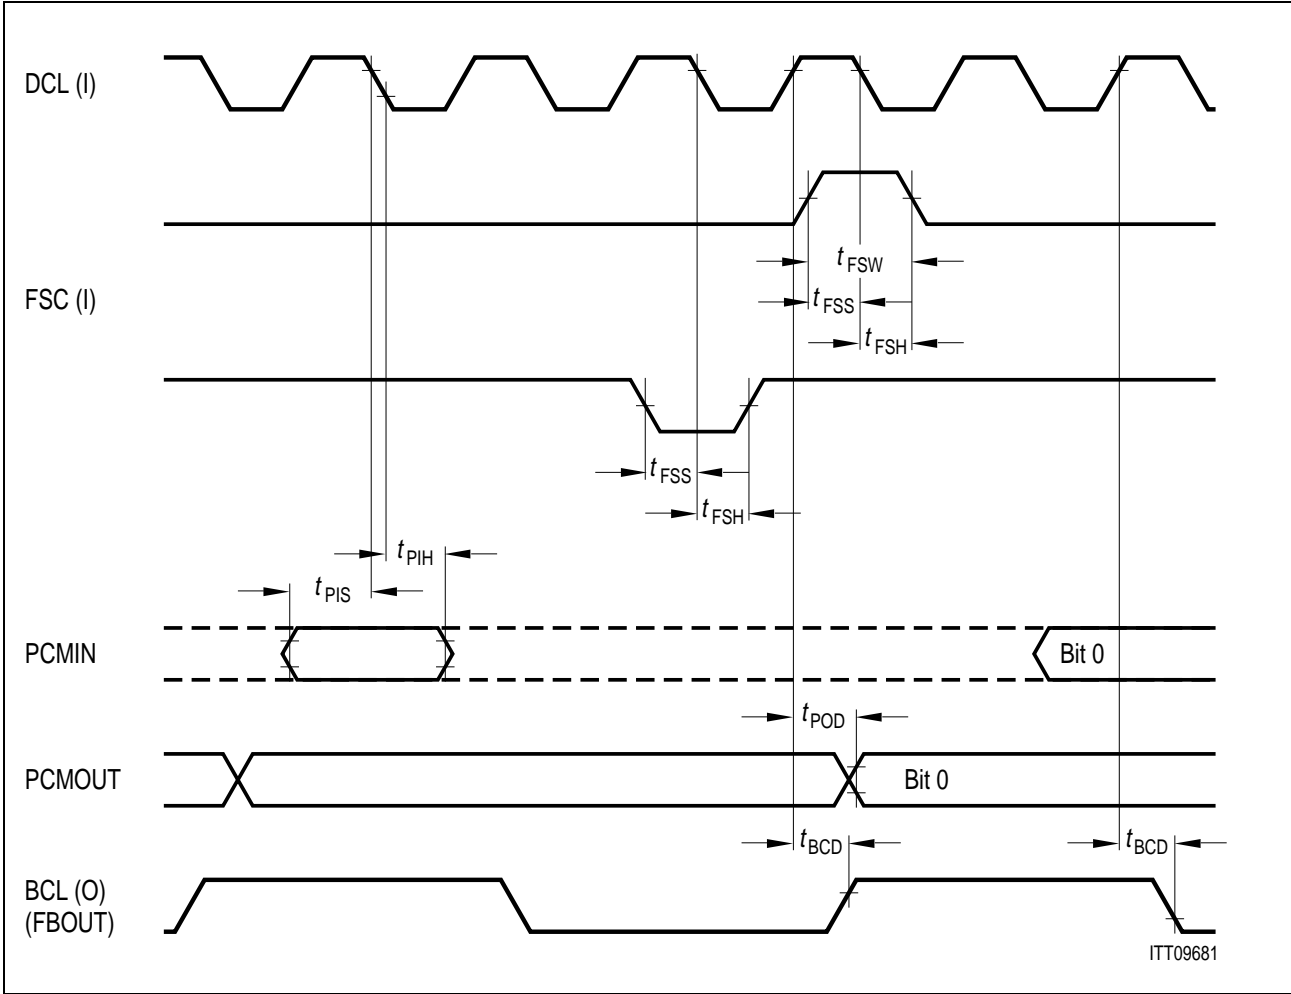 DCL (I)
t FSW
FSC (I)
t FSS
t FSH
t FSS
t FSH
t PIH
t PIS
PCMIN
Bit 0
t POD
PCMOUT
Bit 0
t BCD
t BCD
BCL (O)
(FBOUT)
ITT09681